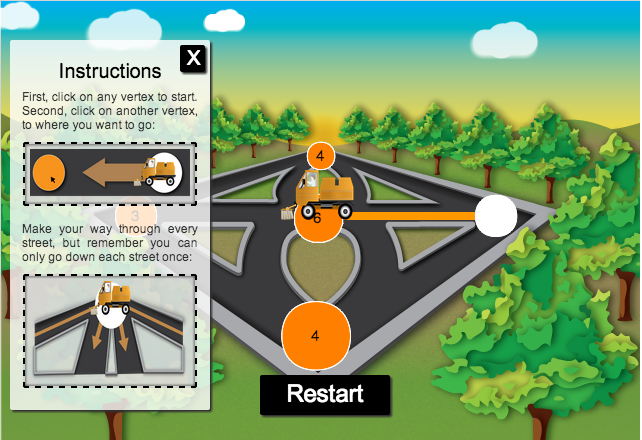 X
Instructions
First, click on any vertex to start.
Second, click on another vertex,
to where you want to go:
4
3
6
Make your way through every
street, but remember you can
only go down each street once:
4
Restart